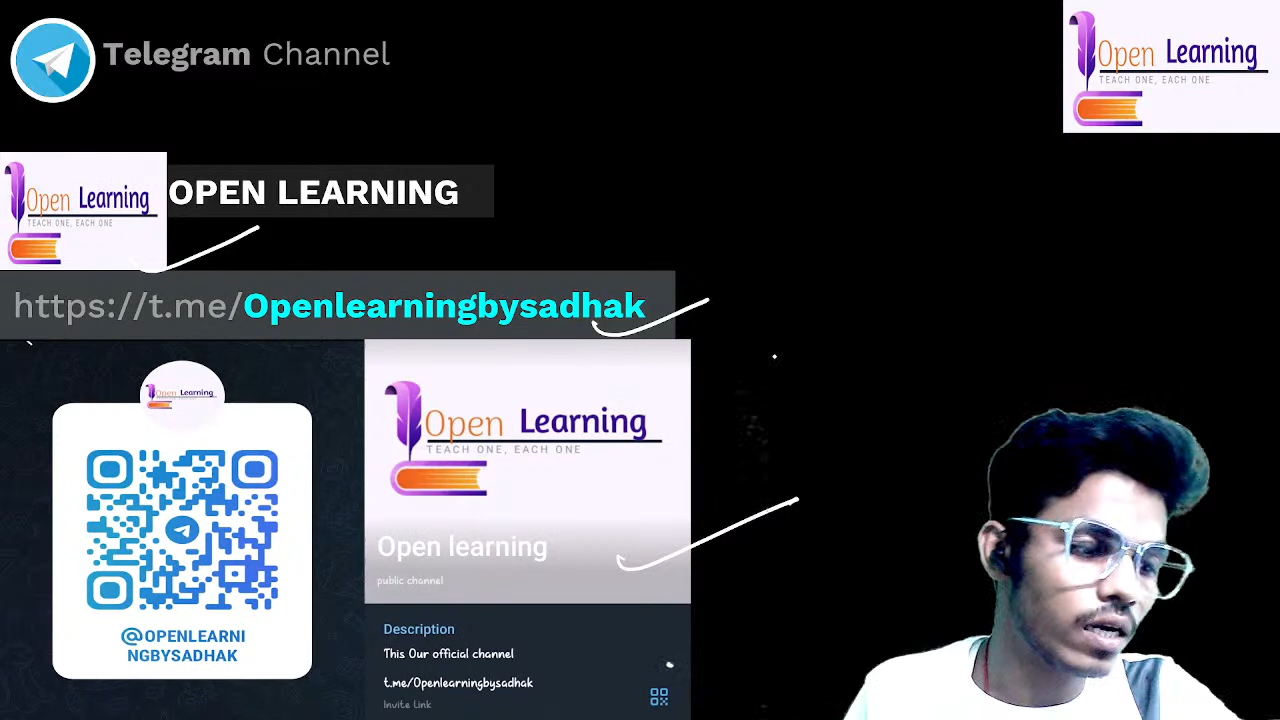 Telegram Channel
Open Learning
TEACH ONE, EACH ONE
Open Learning
TEACH ONE, EACH ONE
OPEN LEARNING
https://t.me/Openlearningbysadhak
Open Learning
Open Learning
TEACH ONE, EACH ONE
Open learning
public channel
@OPENLEARNI
NGBYSADHAK
Description
This Our official channel
t.me/Openlearningbysadhak
Invite Link